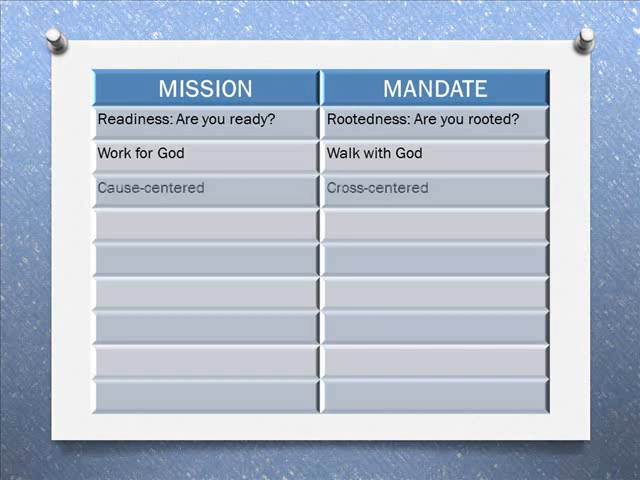 MISSION MANDATE
Readiness: Are you ready? Rootedness: Are you rooted?
Work for God Walk with God
Cause-centered Cross-centered